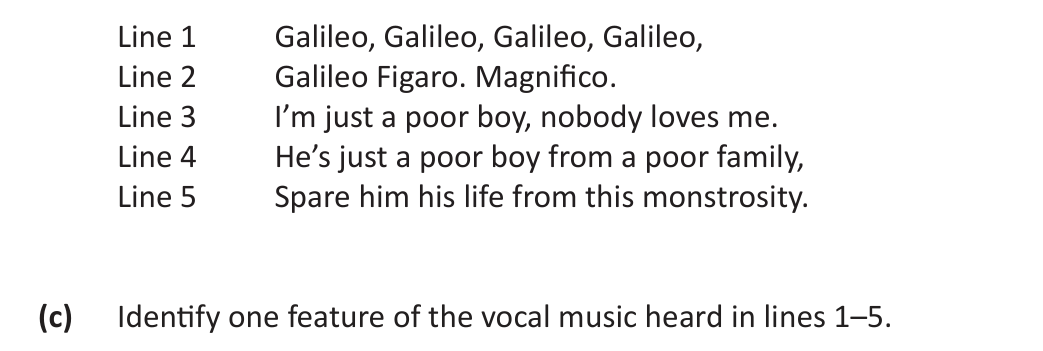 Line 1 Galileo, Galileo, Galileo, Galileo,
Line 2 Galileo Figaro. Magnifico.
Line 3 I’m just a poor boy, nobody loves me.
Line 4 He’s just a poor boy from a poor family,
Line 5 Spare him his life from this monstrosity.
(c) Identify one feature of the vocal music heard in lines 1–5.